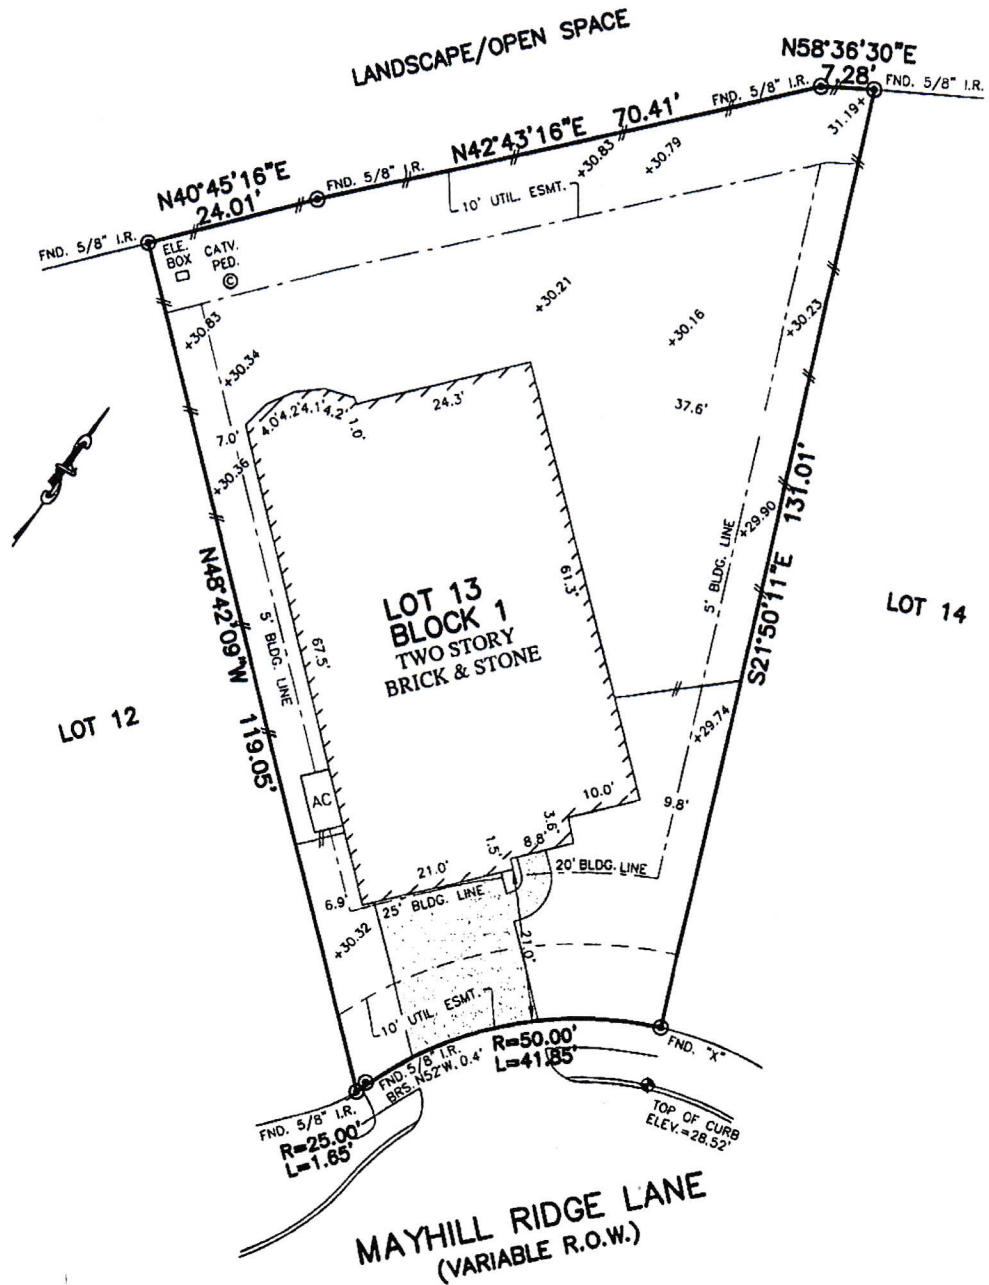 LANDSCAPE/OPEN SPACE
N58°36'30"E
7.28'
FND. 5/8" I.R.
FND. 5/8" I.R.
31.19+
N42°43'16"E 70.41'
+30.83
+30.79
N40°45'16"E
24.01'
FND. 5/8" I.R.
FND. 5/8" I.R.
10' UTIL. ESMT.
ELE.
BOX
CATV.
PED.
©
+30.83
+30.34
+30.21
+30.16
+30.23
37.6'
24.3'
4.0'
4.2'
4.1'
4.2'
1.0'
7.0'
+30.36
N48°42'09"W 119.05'
5' BLDG. LINE
67.5'
61.3'
LOT 13
BLOCK 1
TWO STORY
BRICK & STONE
5' BLDG. LINE
+29.90
S21°50'11"E 131.01'
LOT 14
LOT 12
+29.74
AC
10.0'
9.8'
3.6'
8.8'
1.5'
21.0'
20' BLDG. LINE
25' BLDG. LINE
6.9'
+30.32
21.0'
10' UTIL. ESMT.
R=50.00'
L=41.85'
FND. "X"
FND. 5/8" I.R.
BRS. N52°W. 0.4'
FND. 5/8" I.R.
R=25.00'
L=1.65'
TOP OF CURB
ELEV.=28.52'
MAYHILL RIDGE LANE
(VARIABLE R.O.W.)